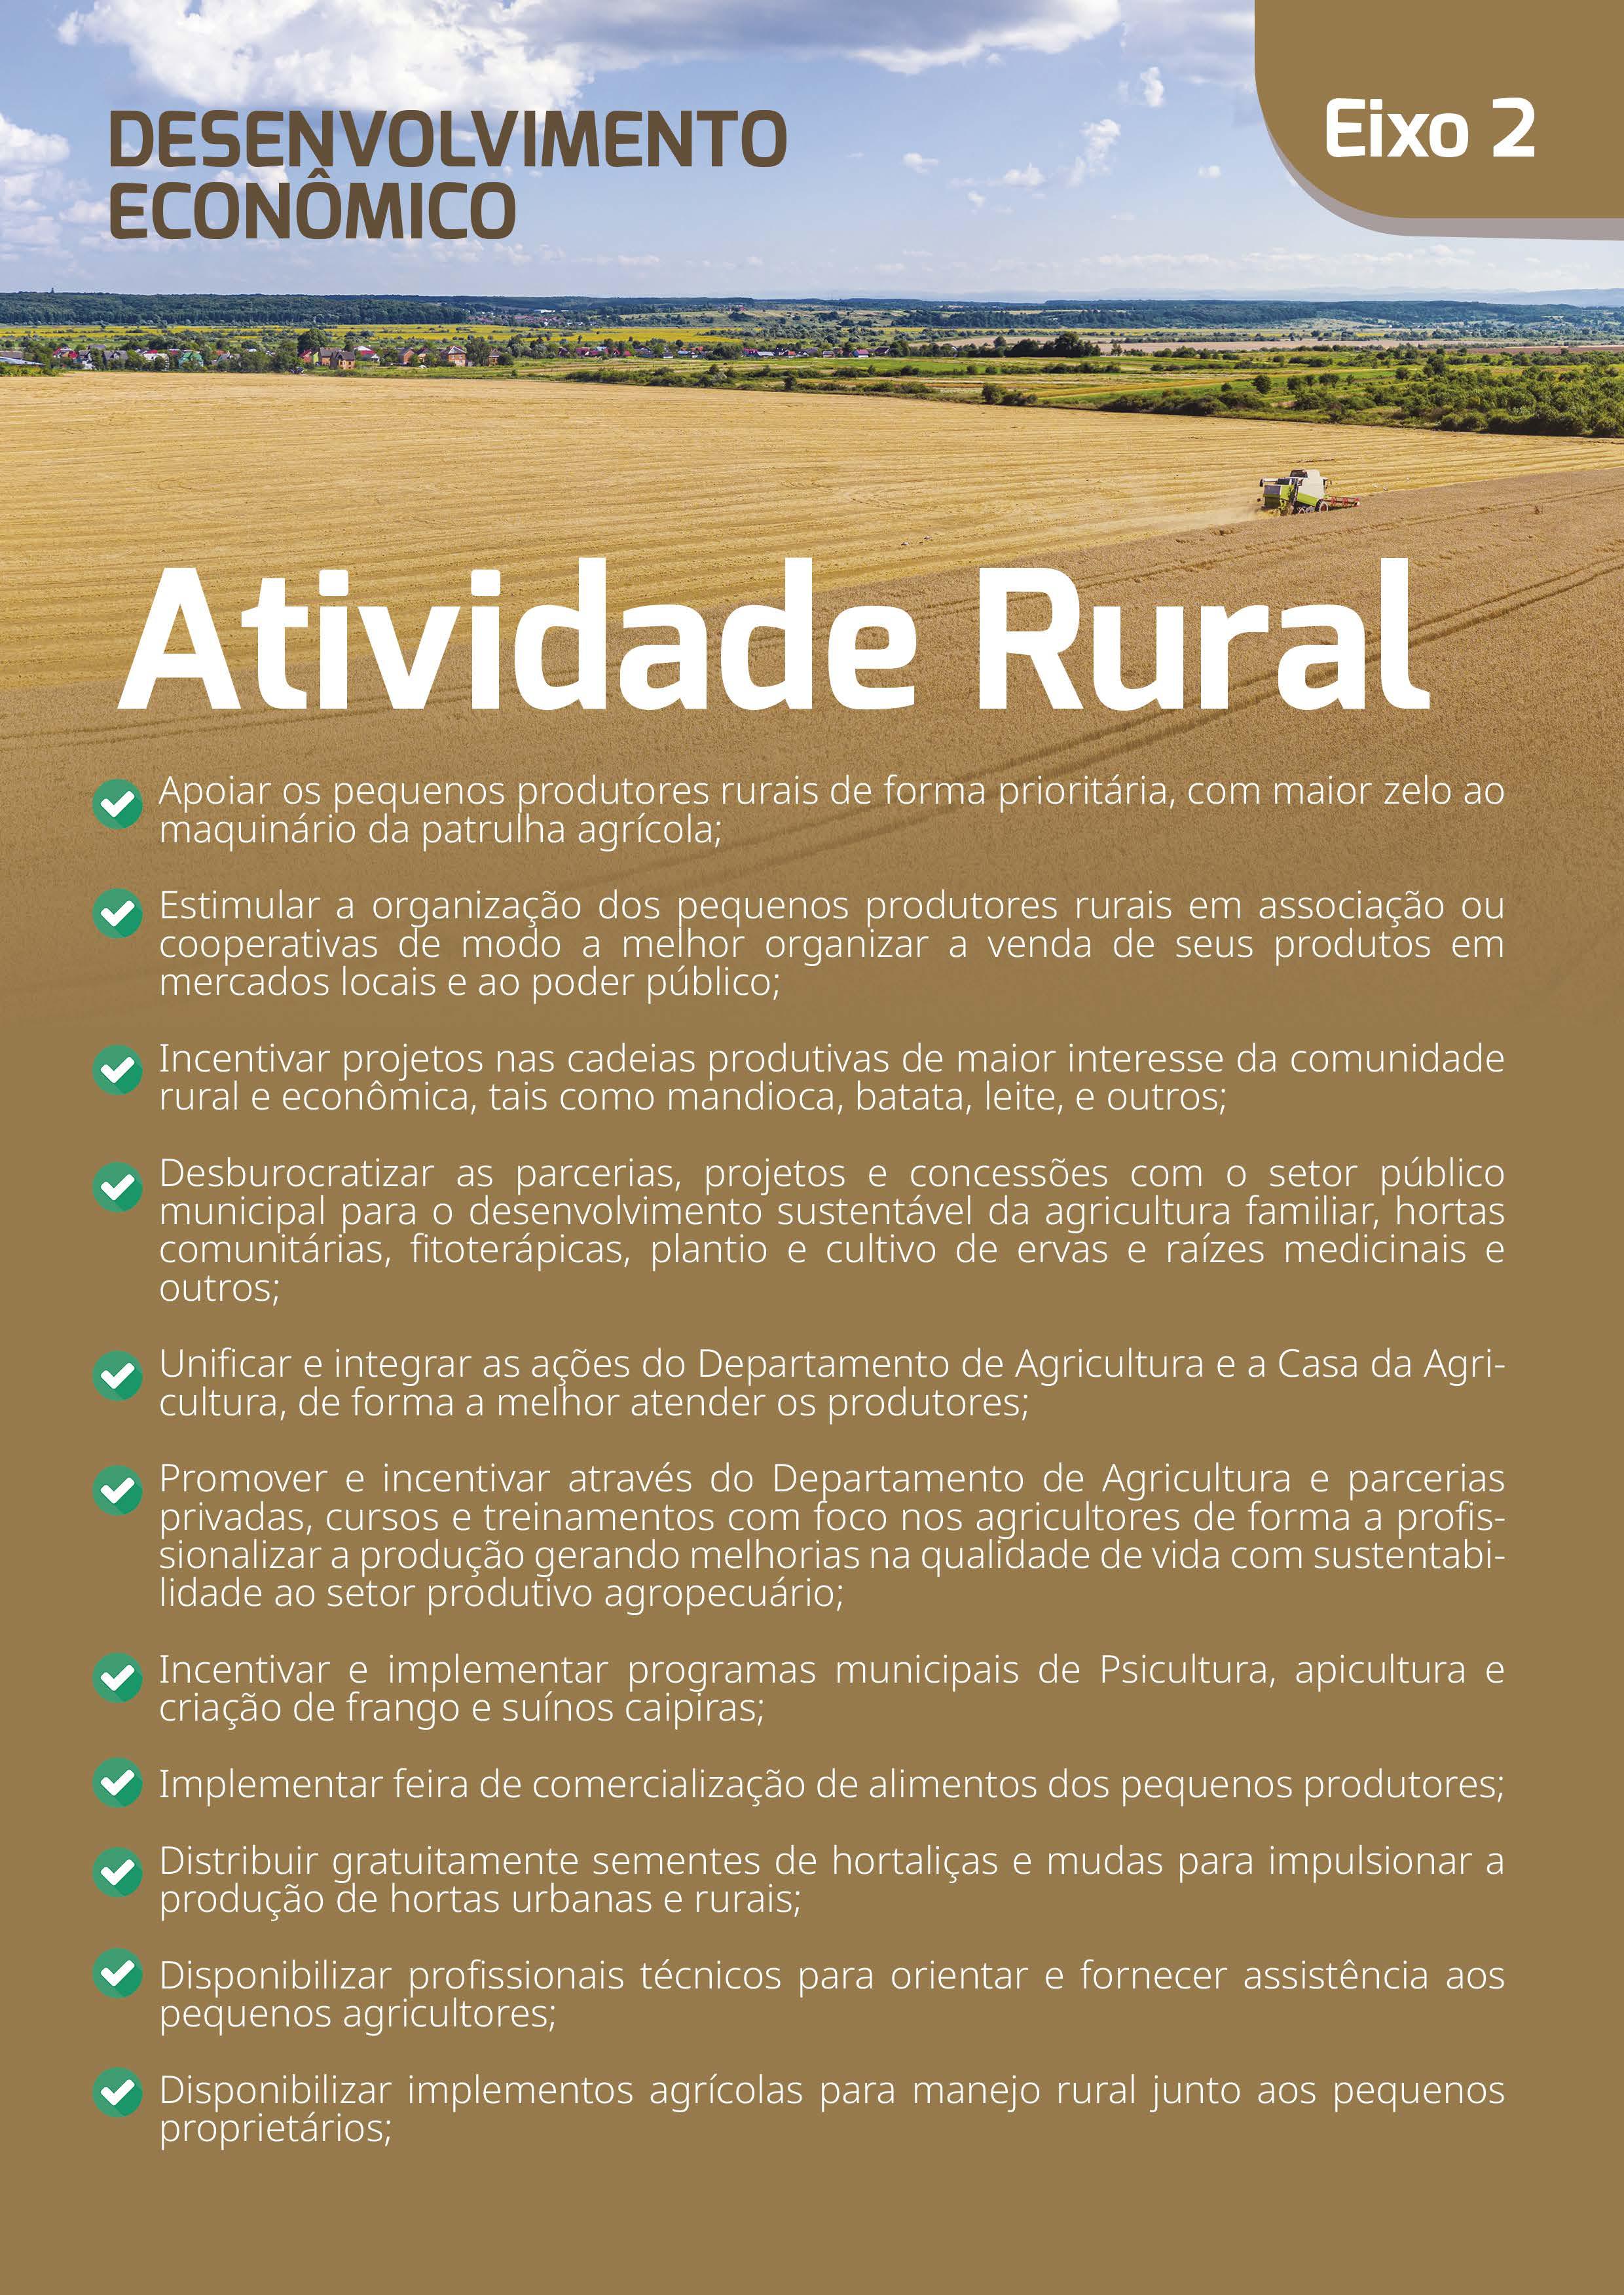 DESENVOLVIMENTO
ECONÔMICO
Eixo 2
Atividade Rural
Apoiar os pequenos produtores rurais de forma prioritária, com maior zelo ao
maquinário da patrulha agrícola;
Estimular a organização dos pequenos produtores rurais em associação ou
cooperativas de modo a melhor organizar a venda de seus produtos em
mercados locais e ao poder público;
Incentivar projetos nas cadeias produtivas de maior interesse da comunidade
rural e econômica, tais como mandioca, batata, leite, e outros;
Desburocratizar as parcerias, projetos e concessões com o setor público
municipal para o desenvolvimento sustentável da agricultura familiar, hortas
comunitárias, fitoterápicas, plantio e cultivo de ervas e raízes medicinais e
outros;
Unificar e integrar as ações do Departamento de Agricultura e a Casa da Agri-
cultura, de forma a melhor atender os produtores;
Promover e incentivar através do Departamento de Agricultura e parcerias
privadas, cursos e treinamentos com foco nos agricultores de forma a profis-
sionalizar a produção gerando melhorias na qualidade de vida com sustentabi-
lidade ao setor produtivo agropecuário;
Incentivar e implementar programas municipais de Psicultura, apicultura e
criação de frango e suínos caipiras;
Implementar feira de comercialização de alimentos dos pequenos produtores;
Distribuir gratuitamente sementes de hortaliças e mudas para impulsionar a
produção de hortas urbanas e rurais;
Disponibilizar profissionais técnicos para orientar e fornecer assistência aos
pequenos agricultores;
Disponibilizar implementos agrícolas para manejo rural junto aos pequenos
proprietários;